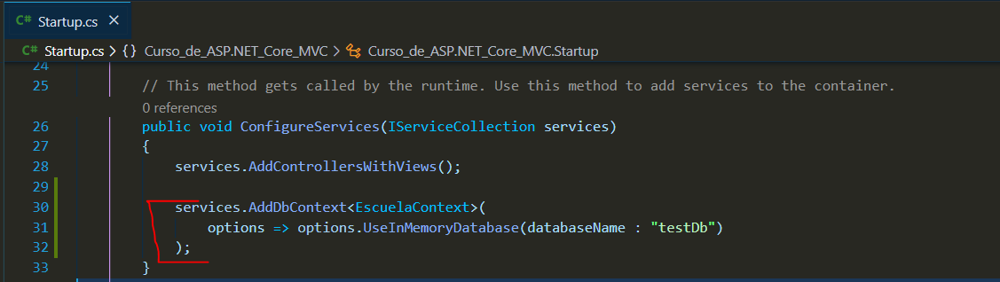 C# Startup.cs ×
C# Startup.cs > {} Curso_de_ASP.NET_Core_MVC > Curso_de_ASP.NET_Core_MVC.Startup
24
25 // This method gets called by the runtime. Use this method to add services to the container.
0 references
26 public void ConfigureServices(IServiceCollection services)
27 {
28 services.AddControllersWithViews();
29
30 services.AddDbContext<EscuelaContext>(
31 options => options.UseInMemoryDatabase(databaseName : "testDb")
32 );
33 }